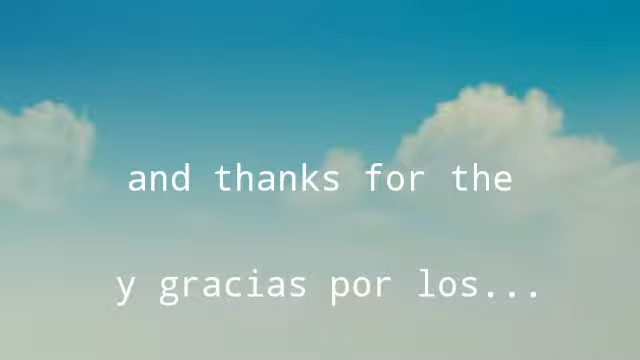 and thanks for the
y gracias por los...